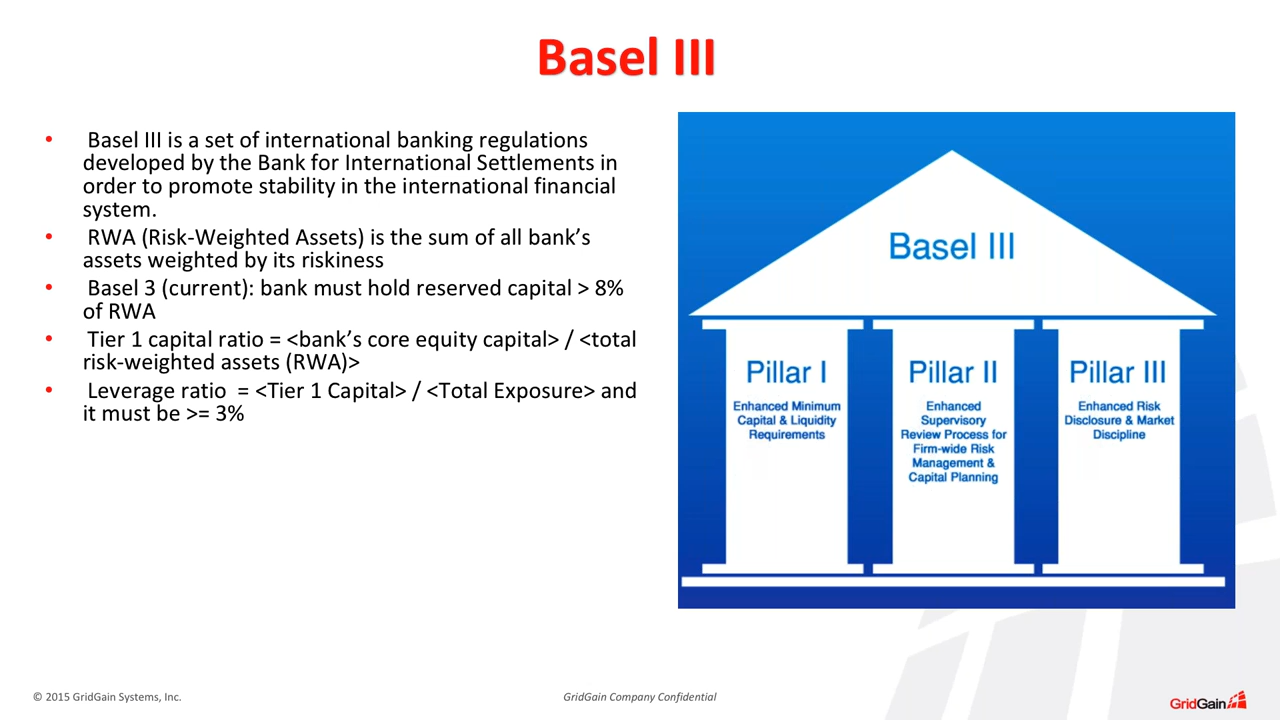 Basel III
• Basel III is a set of international banking regulations
developed by the Bank for International Settlements in
order to promote stability in the international financial
system.
• RWA (Risk-Weighted Assets) is the sum of all bank's
assets weighted by its riskiness
• Basel 3 (current): bank must hold reserved capital > 8%
of RWA
• Tier 1 capital ratio = <bank's core equity capital> / <total
risk-weighted assets (RWA)>
• Leverage ratio = <Tier 1 Capital> / <Total Exposure> and
it must be >= 3%
Basel III
Pillar I
Enhanced Minimum
Capital & Liquidity
Requirements
Pillar II
Enhanced
Supervisory
Review Process for
Firm-wide Risk
Management &
Capital Planning
Pillar III
Enhanced Risk
Disclosure & Market
Discipline
© 2015 GridGain Systems, Inc.
GridGain Company Confidential
GridGain